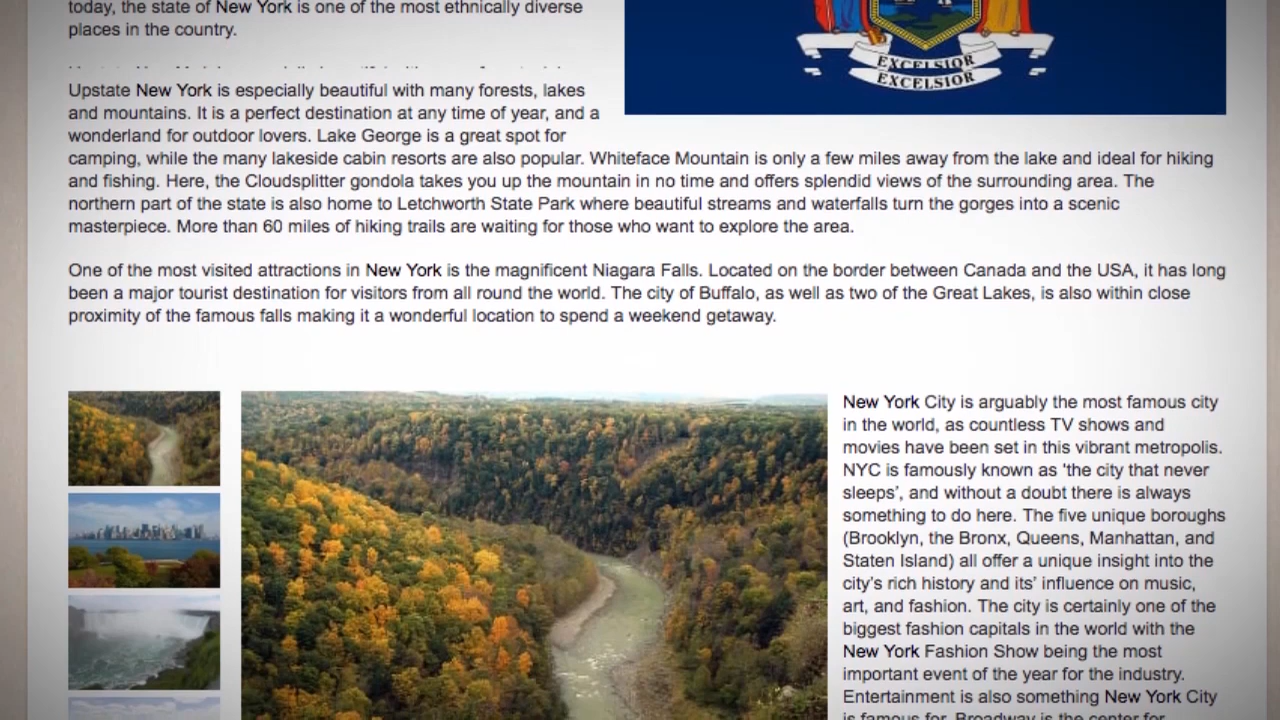 today, the state of New York is one of the most ethnically diverse
places in the country.
EXCELSIOR
EXCELSIOR
Upstate New York is especially beautiful with many forests, lakes
and mountains. It is a perfect destination at any time of year, and a
wonderland for outdoor lovers. Lake George is a great spot for
camping, while the many lakeside cabin resorts are also popular. Whiteface Mountain is only a few miles away from the lake and ideal for hiking
and fishing. Here, the Cloudsplitter gondola takes you up the mountain in no time and offers splendid views of the surrounding area. The
northern part of the state is also home to Letchworth State Park where beautiful streams and waterfalls turn the gorges into a scenic
masterpiece. More than 60 miles of hiking trails are waiting for those who want to explore the area.
One of the most visited attractions in New York is the magnificent Niagara Falls. Located on the border between Canada and the USA, it has long
been a major tourist destination for visitors from all round the world. The city of Buffalo, as well as two of the Great Lakes, is also within close
proximity of the famous falls making it a wonderful location to spend a weekend getaway.
New York City is arguably the most famous city
in the world, as countless TV shows and
movies have been set in this vibrant metropolis.
NYC is famously known as 'the city that never
sleeps’, and without a doubt there is always
something to do here. The five unique boroughs
(Brooklyn, the Bronx, Queens, Manhattan, and
Staten Island) all offer a unique insight into the
city’s rich history and its’ influence on music,
art, and fashion. The city is certainly one of the
biggest fashion capitals in the world with the
New York Fashion Show being the most
important event of the year for the industry.
Entertainment is also something New York City
is famous for. Broadway is the center for